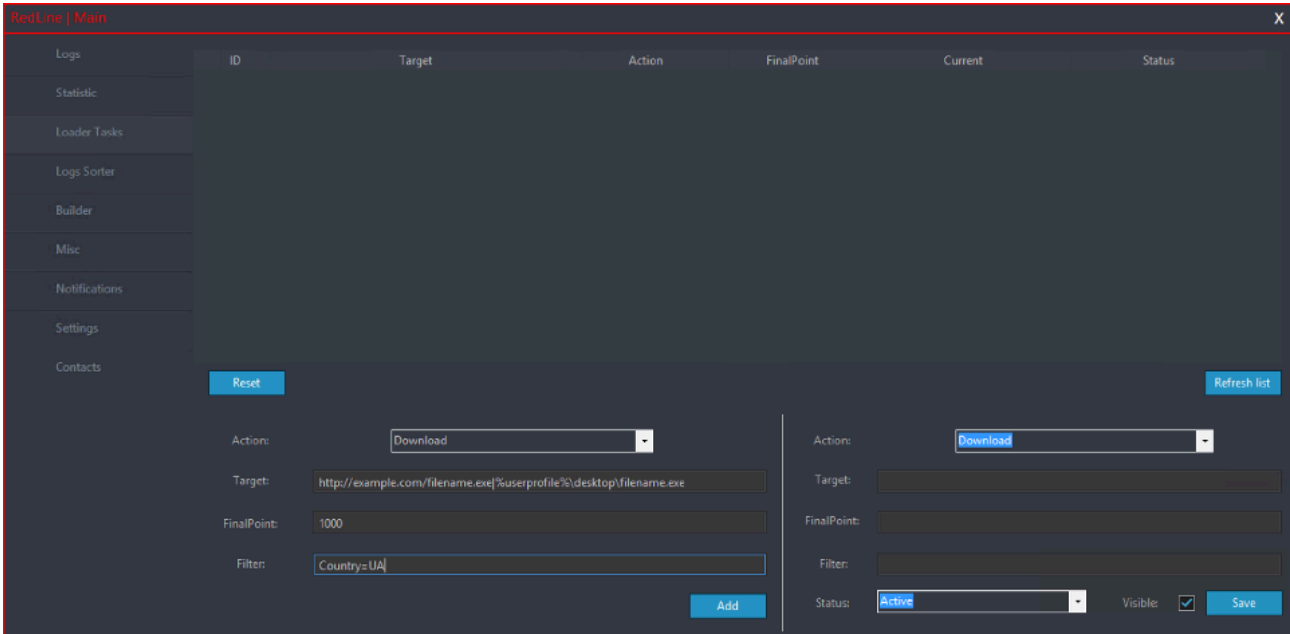 RedLine | Main X
Logs
Statistic
Loader Tasks
Logs Sorter
Builder
Misc
Notifications
Settings
Contacts
ID Target Action FinalPoint Current Status
Reset Refresh list
Action: Download
Target: http://example.com/filename.exe|%userprofile%\desktop\filename.exe
FinalPoint: 1000
Filter: Country=UA
Add
Action: Download
Target:
FinalPoint:
Filter:
Status: Active Visible: Save